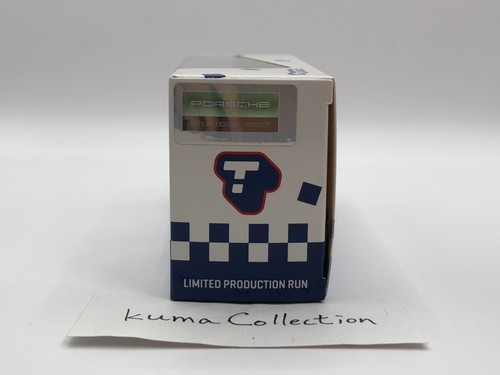 PORSCHE
T
LIMITED PRODUCTION RUN
Kuma Collection